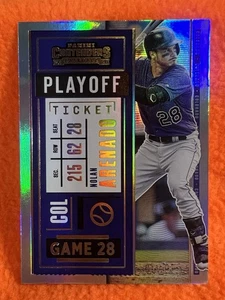 PANINI
CONTENDERS
PLAYOFF
TICKET
SEC.
ROW
SEAT
215
62
28
NOLAN
ARENADO
COL
GAME 28
28